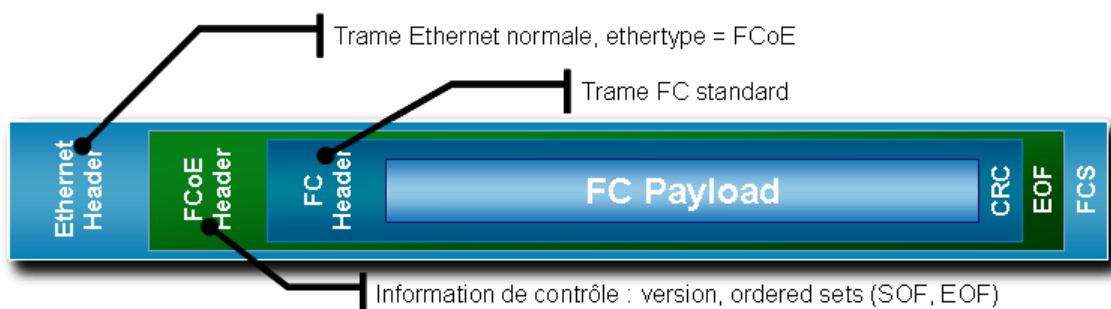 Trame Ethernet normale, ethertype = FCoE
Trame FC standard
Ethernet
Header
FCoE
Header
FC
Header
FC Payload
CRC
EOF
FCS
Information de contrôle : version, ordered sets (SOF, EOF)